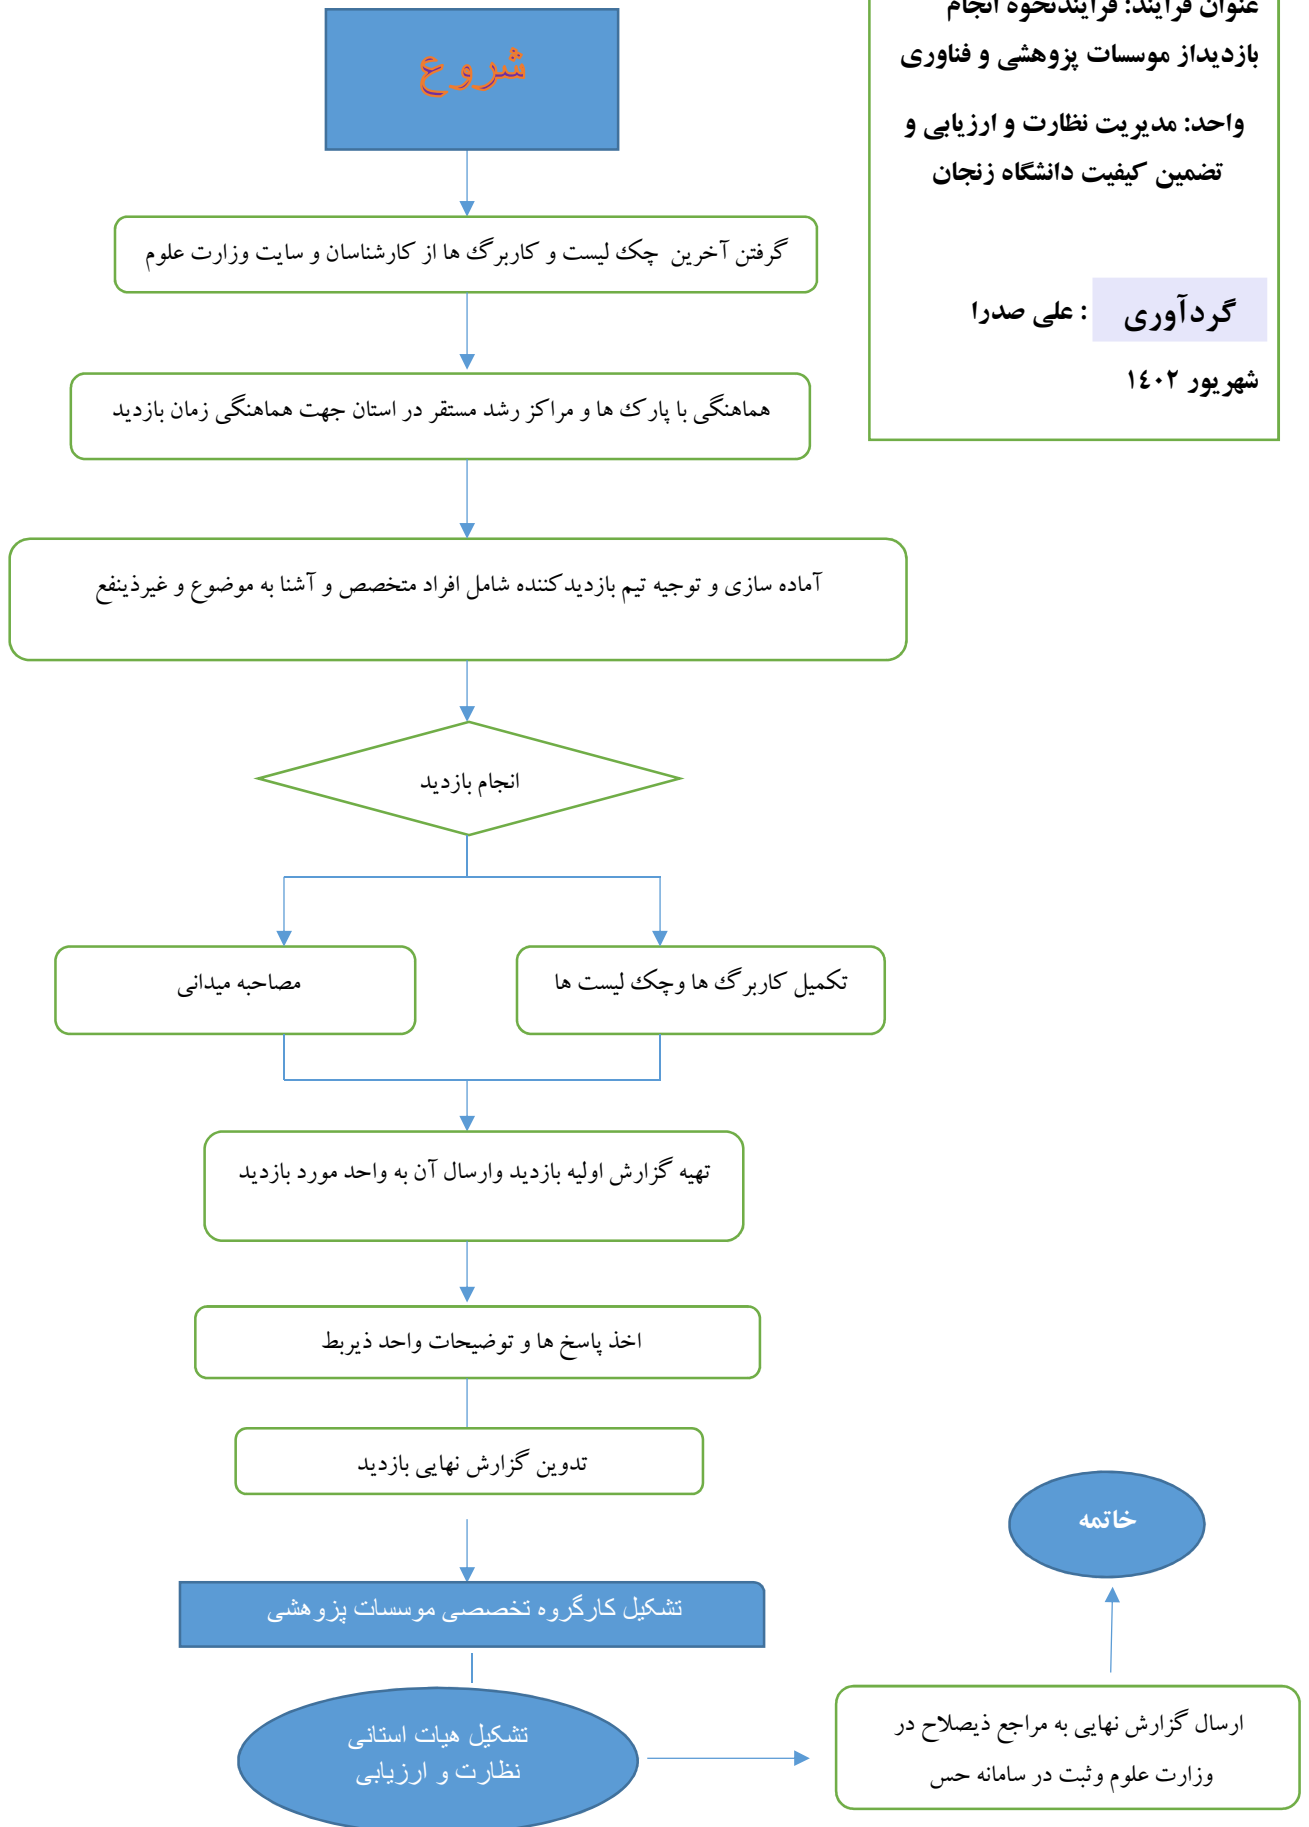 عنوان فرآیند: فرآیندنحوه انجام
بازدیداز موسسات پزوهشی و فناوری
واحد: مدیریت نظارت و ارزیابی و
تضمین کیفیت دانشگاه زنجان
گردآوری : علی صدرا
شهریور ۱٤۰۲
شروع
گرفتن آخرین چک لیست و کاربرگ ها از کارشناسان و سایت وزارت علوم
هماهنگی با پارک ها و مراکز رشد مستقر در استان جهت هماهنگی زمان بازدید
آماده سازی و توجیه تیم بازدیدکننده شامل افراد متخصص و آشنا به موضوع و غیرذینفع
انجام بازدید
تکمیل کاربرگ ها وچک لیست ها
مصاحبه میدانی
تهیه گزارش اولیه بازدید وارسال آن به واحد مورد بازدید
اخذ پاسخ ها و توضیحات واحد ذیربط
تدوین گزارش نهایی بازدید
تشکیل کارگروه تخصصی موسسات پزوهشی
تشکیل هیات استانی
نظارت و ارزیابی
ارسال گزارش نهایی به مراجع ذیصلاح در
وزارت علوم وثبت در سامانه حس
خاتمه